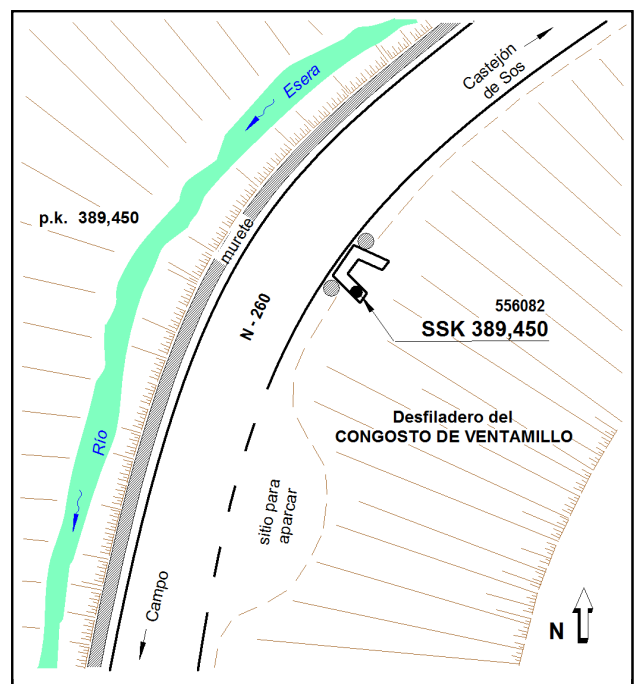 Castejón
de Sos
Esera
p.k. 389,450
murete
N - 260
556082
SSK 389,450
Desfiladero del
CONGOSTO DE VENTAMILLO
Río
sitio para
aparcar
Campo
N